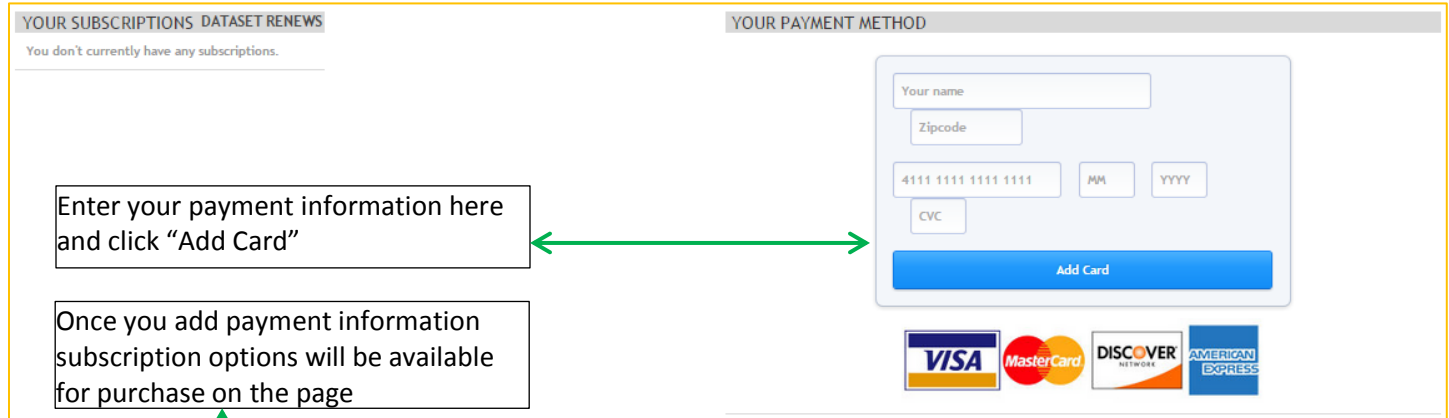 YOUR SUBSCRIPTIONS DATASET RENEWS
You don't currently have any subscriptions.
Enter your payment information here
and click “Add Card”
Once you add payment information
subscription options will be available
for purchase on the page
YOUR PAYMENT METHOD
Your name
Zipcode
4111 1111 1111 1111 MM YYYY
CVC
Add Card
VISA MasterCard DISCOVER NETWORK AMERICAN EXPRESS